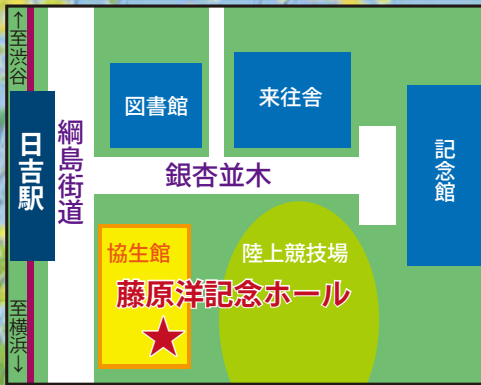 ↑至渋谷
日吉駅
至横浜↓
綱島街道
図書館
来往舎
記念館
銀杏並木
協生館
陸上競技場
藤原洋記念ホール